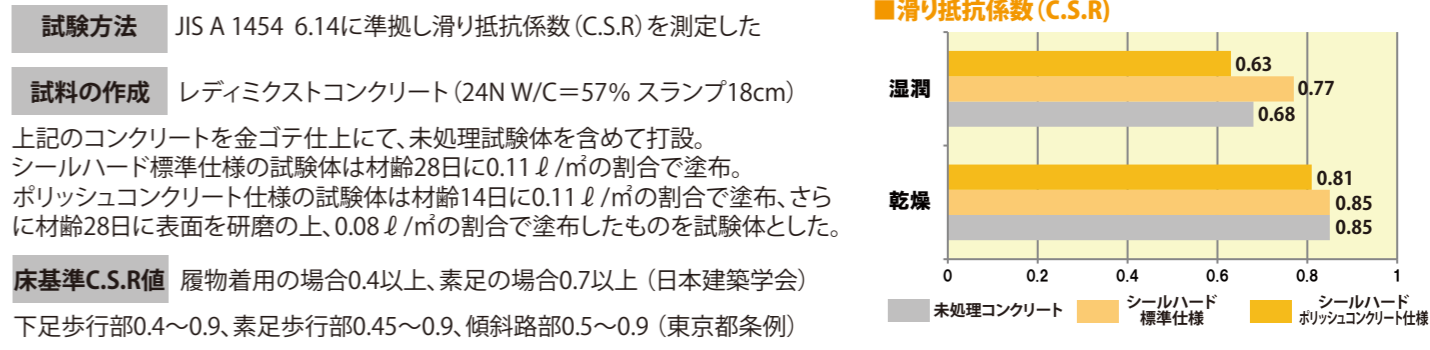 試験方法 JIS A 1454 6.14に準拠し滑り抵抗係数(C.S.R)を測定した
試料の作成 レディミクストコンクリート(24N W/C=57% スランプ18cm)
上記のコンクリートを金ゴテ仕上にて、未処理試験体を含めて打設。
シールハード標準仕様の試験体は材齢28日に0.11ℓ/㎡の割合で塗布。
ポリッシュコンクリート仕様の試験体は材齢14日に0.11ℓ/㎡の割合で塗布、さら
に材齢28日に表面を研磨の上、0.08ℓ/㎡の割合で塗布したものを試験体とした。
床基準C.S.R値 履物着用の場合0.4以上、素足の場合0.7以上(日本建築学会)
下足歩行部0.4〜0.9、素足歩行部0.45〜0.9、傾斜路部0.5〜0.9(東京都条例)
■滑り抵抗係数(C.S.R)
湿潤
0.63
0.77
0.68
乾燥
0.81
0.85
0.85
0 0.2 0.4 0.6 0.8 1
未処理コンクリート
シールハード
標準仕様
シールハード
ポリッシュコンクリート仕様